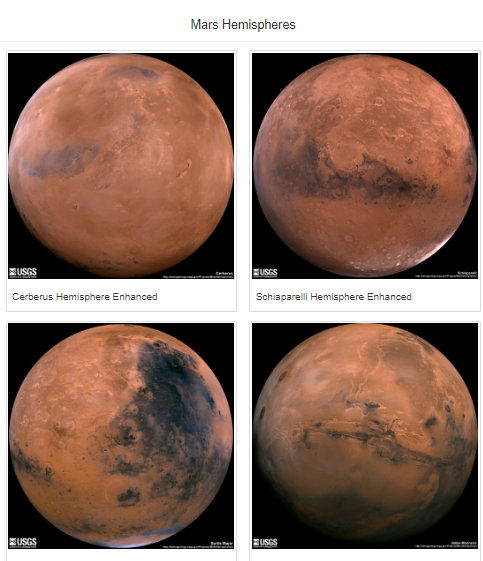 Mars Hemispheres
USGS
Cerberus
Cerberus Hemisphere Enhanced
USGS
Schiaparelli
Schiaparelli Hemisphere Enhanced
USGS
Syrtis Major
USGS
Valles Marineris